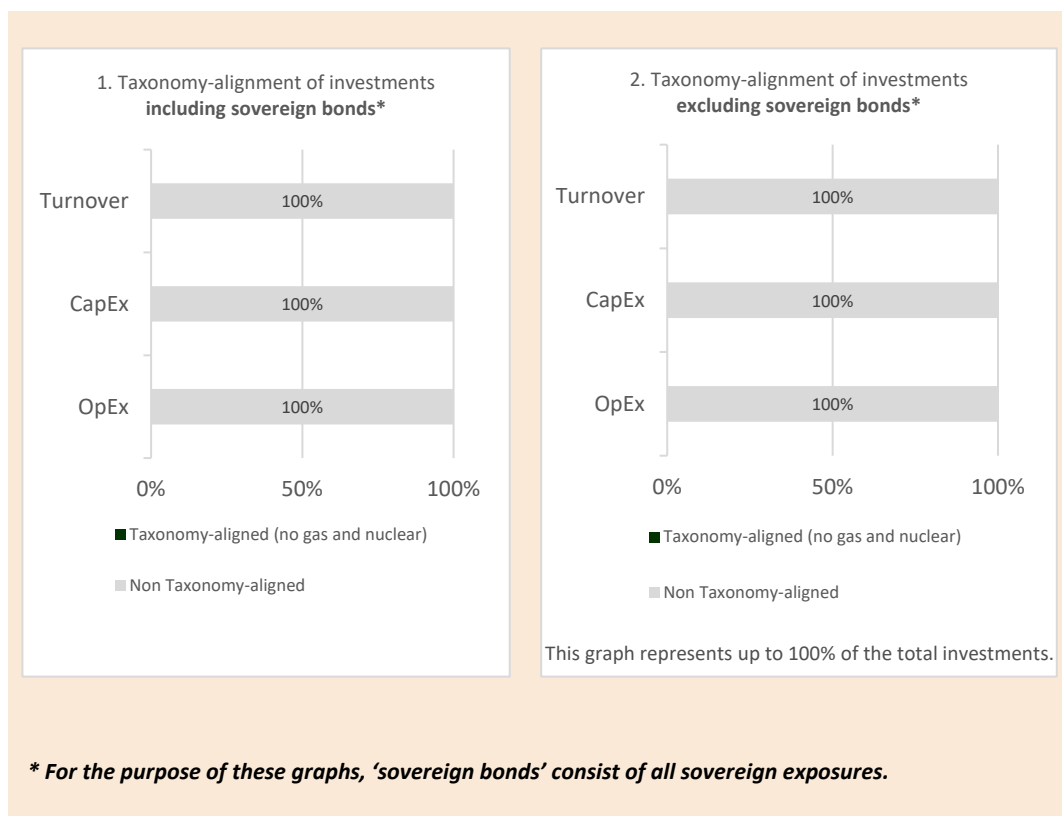 1. Taxonomy-alignment of investments
including sovereign bonds*
Turnover
100%
CapEx
100%
OpEx
100%
0%
50%
100%
Taxonomy-aligned (no gas and nuclear)
Non Taxonomy-aligned
2. Taxonomy-alignment of investments
excluding sovereign bonds*
Turnover
100%
CapEx
100%
OpEx
100%
0%
50%
100%
Taxonomy-aligned (no gas and nuclear)
Non Taxonomy-aligned
This graph represents up to 100% of the total investments.
* For the purpose of these graphs, ‘sovereign bonds’ consist of all sovereign exposures.